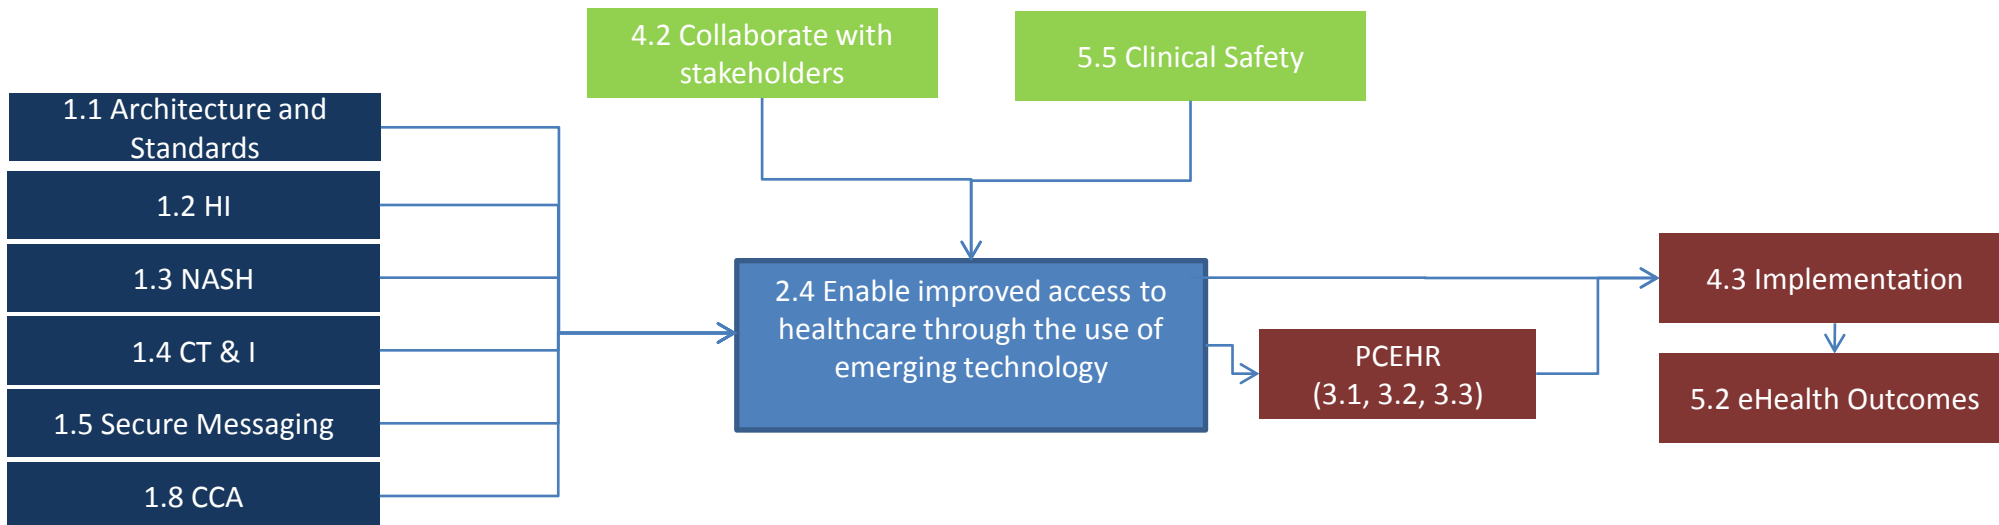 4.2 Collaborate with
stakeholders
5.5 Clinical Safety
1.1 Architecture and
Standards
1.2 HI
1.3 NASH
1.4 CT & I
1.5 Secure Messaging
1.8 CCA
2.4 Enable improved access to
healthcare through the use of
emerging technology
PCEHR
(3.1, 3.2, 3.3)
4.3 Implementation
5.2 eHealth Outcomes